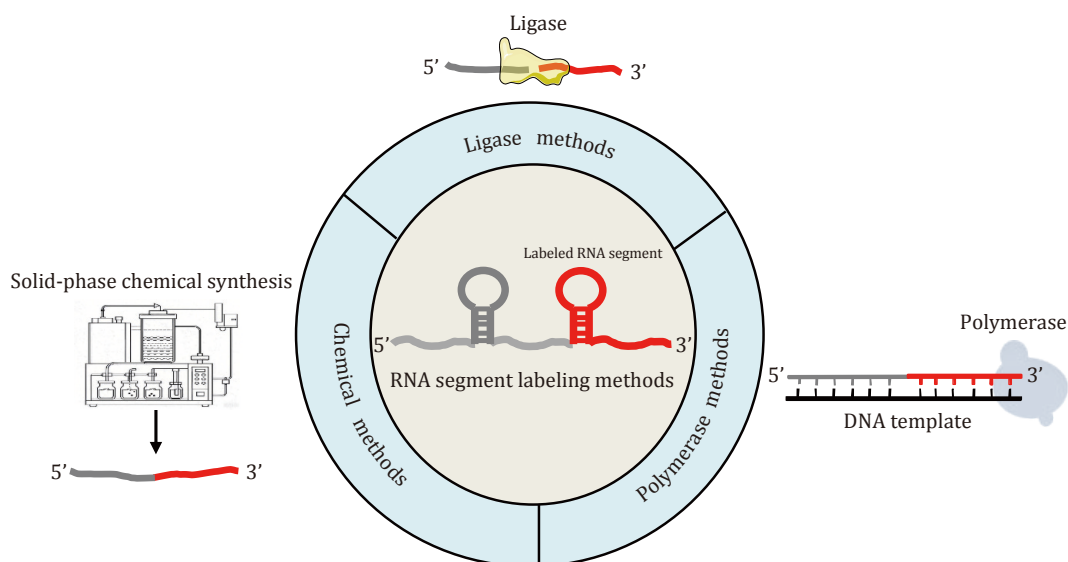 Ligase
5’
3’
Ligase methods
Labeled RNA segment
Solid-phase chemical synthesis
Polymerase
5’
3’
RNA segment labeling methods
Chemical methods
Polymerase methods
5’
3’
DNA template
5’
3’